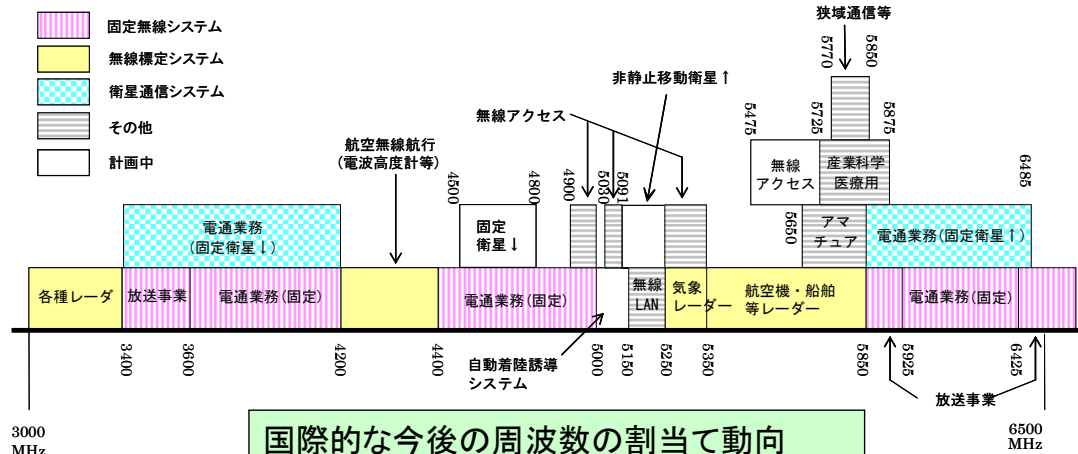 固定無線システム
無線標定システム
衛星通信システム
その他
計画中
狭域通信等
5770
5850
非静止移動衛星↑
無線アクセス
航空無線航行
(電波高度計等)
4500
4800
4900
5030
5091
5475
5725
5875
無線
アクセス
産業科学
医療用
6485
5650
電通業務
(固定衛星↓)
固定
衛星↓
アマ
チュア
電通業務(固定衛星↑)
各種レーダ
放送事業
電通業務(固定)
電通業務(固定)
無線
LAN
気象
レーダー
航空機・船舶
等レーダー
電通業務(固定)
3400
3600
4200
4400
5000
5150
5250
5350
5850
5925
6425
自動着陸誘導
システム
放送事業
3000
MHz
6500
MHz
国際的な今後の周波数の割当て動向